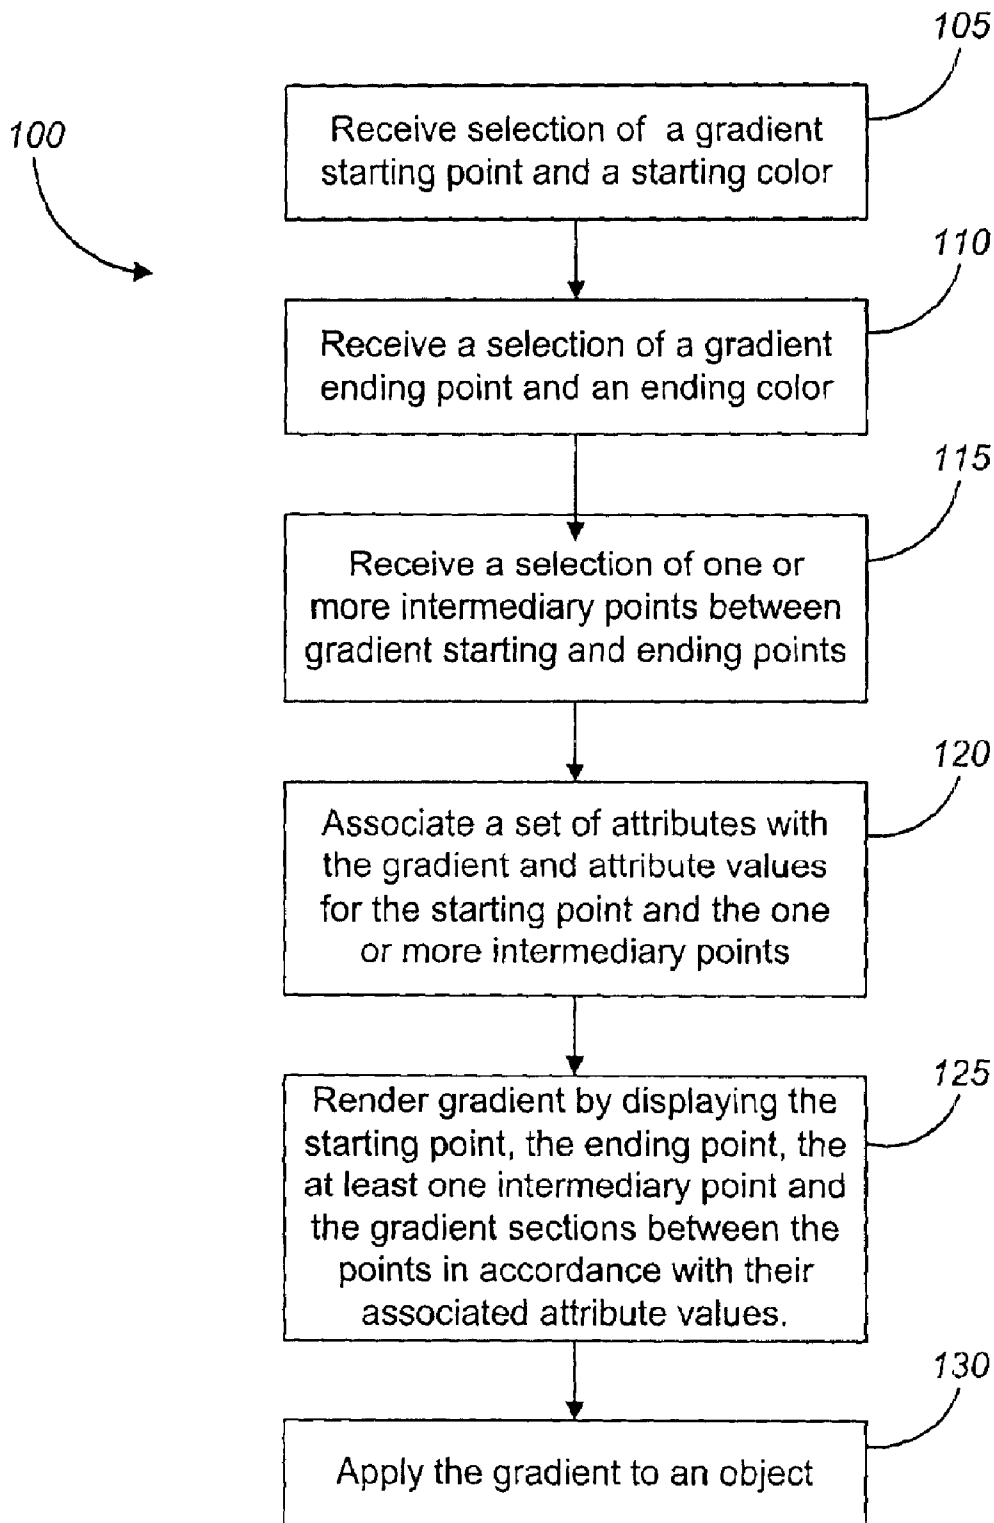 105
100
Receive selection of a gradient
starting point and a starting color
110
Receive a selection of a gradient
ending point and an ending color
115
Receive a selection of one or
more intermediary points between
gradient starting and ending points
120
Associate a set of attributes with
the gradient and attribute values
for the starting point and the one
or more intermediary points
125
Render gradient by displaying the
starting point, the ending point, the
at least one intermediary point and
the gradient sections between the
points in accordance with their
associated attribute values.
130
Apply the gradient to an object